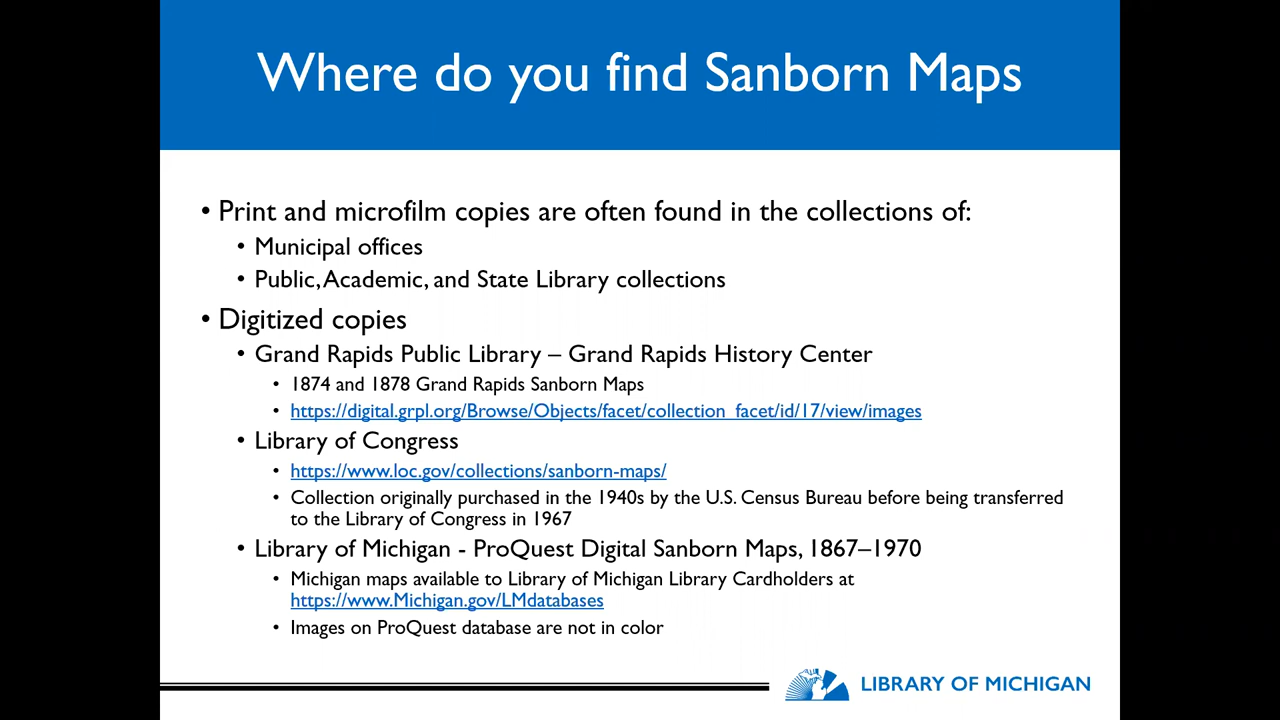 Where do you find Sanborn Maps
• Print and microfilm copies are often found in the collections of:
• Municipal offices
• Public, Academic, and State Library collections
• Digitized copies
• Grand Rapids Public Library – Grand Rapids History Center
• 1874 and 1878 Grand Rapids Sanborn Maps
• https://digital.grpl.org/Browse/Objects/facet/collection_facet/id/17/view/images
• Library of Congress
• https://www.loc.gov/collections/sanborn-maps/
• Collection originally purchased in the 1940s by the U.S. Census Bureau before being transferred
to the Library of Congress in 1967
• Library of Michigan - ProQuest Digital Sanborn Maps, 1867–1970
• Michigan maps available to Library of Michigan Library Cardholders at
https://www.Michigan.gov/LMdatabases
• Images on ProQuest database are not in color
LIBRARY OF MICHIGAN